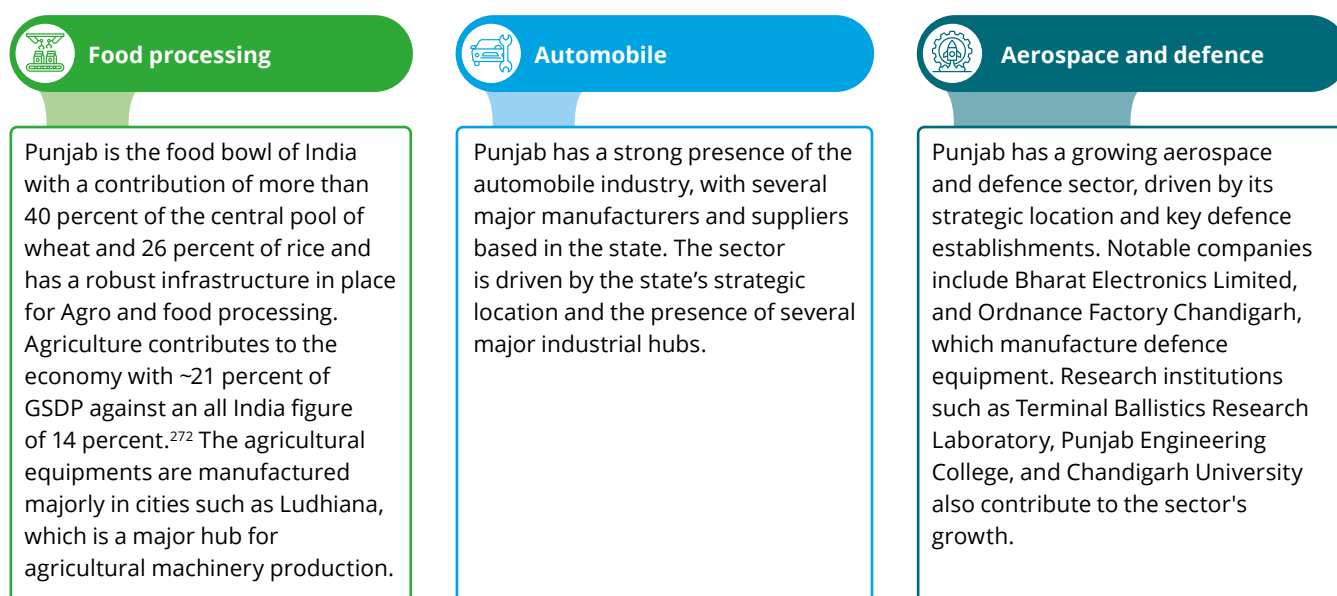 Food processing
Punjab is the food bowl of India
with a contribution of more than
40 percent of the central pool of
wheat and 26 percent of rice and
has a robust infrastructure in place
for Agro and food processing.
Agriculture contributes to the
economy with ~21 percent of
GSDP against an all India figure
of 14 percent.²⁷² The agricultural
equipments are manufactured
majorly in cities such as Ludhiana,
which is a major hub for
agricultural machinery production.
Automobile
Punjab has a strong presence of the
automobile industry, with several
major manufacturers and suppliers
based in the state. The sector
is driven by the state’s strategic
location and the presence of several
major industrial hubs.
Aerospace and defence
Punjab has a growing aerospace
and defence sector, driven by its
strategic location and key defence
establishments. Notable companies
include Bharat Electronics Limited,
and Ordnance Factory Chandigarh,
which manufacture defence
equipment. Research institutions
such as Terminal Ballistics Research
Laboratory, Punjab Engineering
College, and Chandigarh University
also contribute to the sector's
growth.